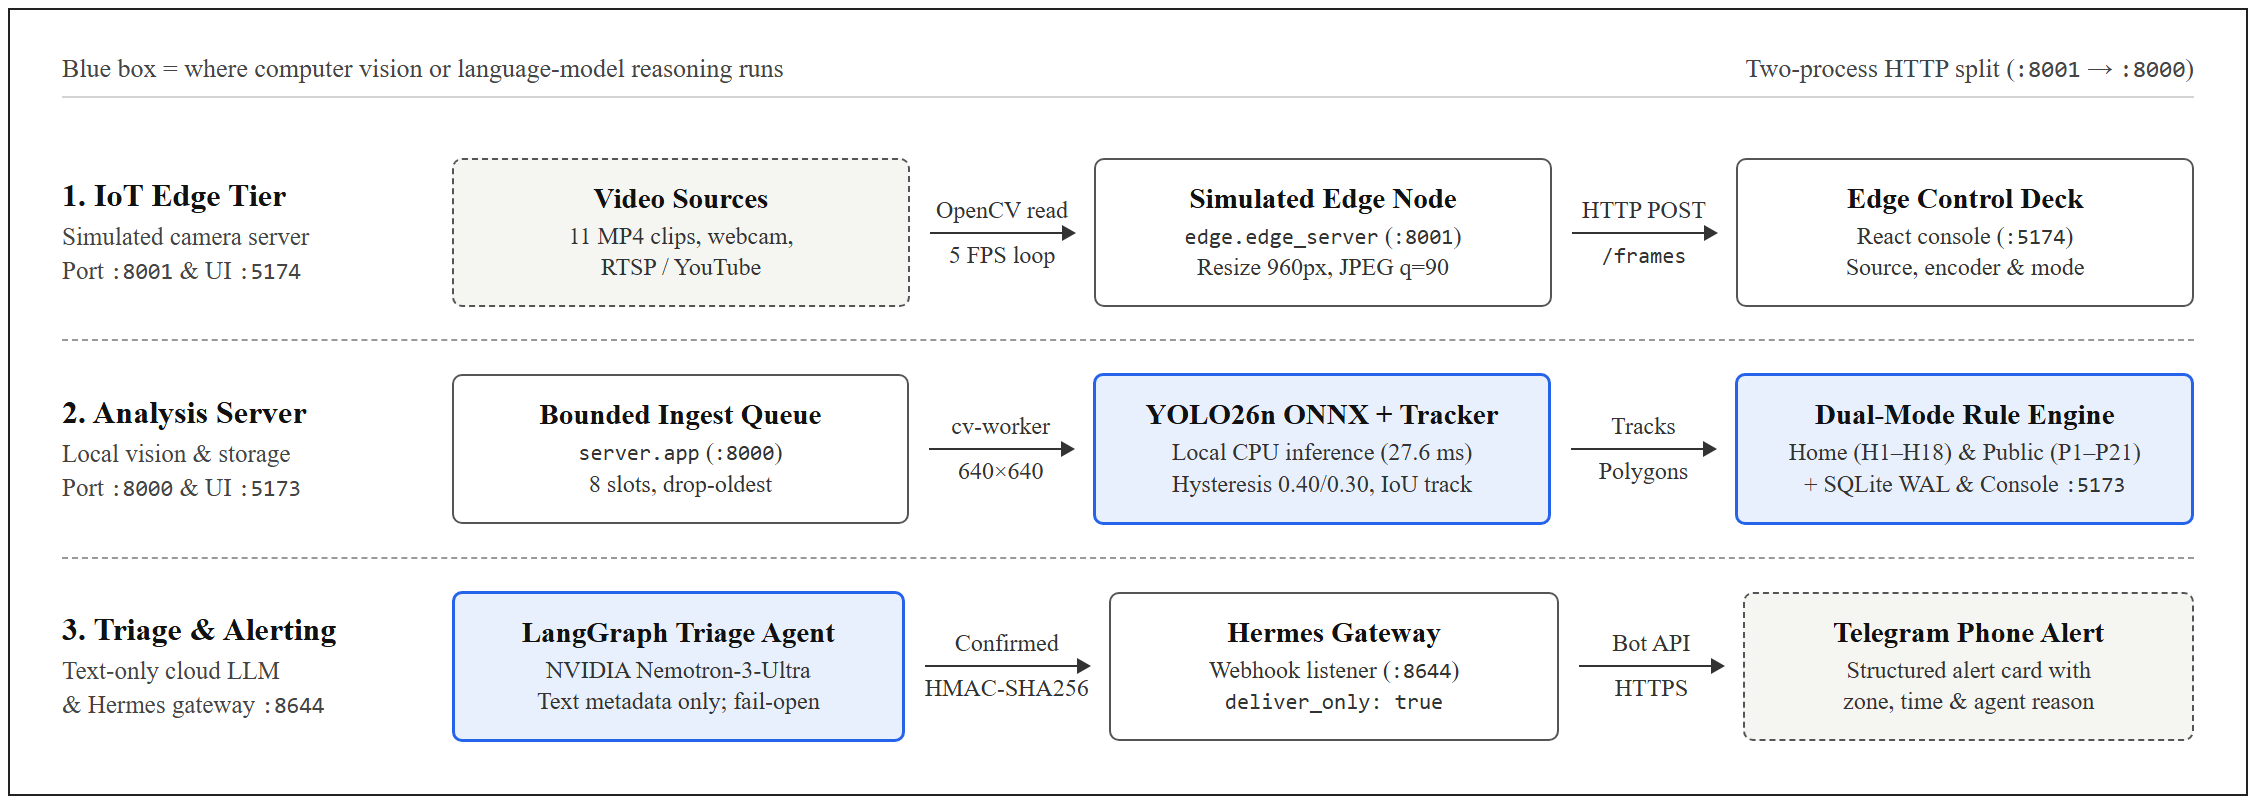 Blue box = where computer vision or language-model reasoning runs
Two-process HTTP split (:8001 → :8000)
1. IoT Edge Tier
Simulated camera server
Port :8001 & UI :5174
Video Sources
11 MP4 clips, webcam,
RTSP / YouTube
OpenCV read
5 FPS loop
Simulated Edge Node
edge.edge_server (:8001)
Resize 960px, JPEG q=90
HTTP POST
/frames
Edge Control Deck
React console (:5174)
Source, encoder & mode
2. Analysis Server
Local vision & storage
Port :8000 & UI :5173
Bounded Ingest Queue
server.app (:8000)
8 slots, drop-oldest
cv-worker
640×640
YOLO26n ONNX + Tracker
Local CPU inference (27.6 ms)
Hysteresis 0.40/0.30, IoU track
Tracks
Polygons
Dual-Mode Rule Engine
Home (H1–H18) & Public (P1–P21)
+ SQLite WAL & Console :5173
3. Triage & Alerting
Text-only cloud LLM
& Hermes gateway :8644
LangGraph Triage Agent
NVIDIA Nemotron-3-Ultra
Text metadata only; fail-open
Confirmed
HMAC-SHA256
Hermes Gateway
Webhook listener (:8644)
deliver_only: true
Bot API
HTTPS
Telegram Phone Alert
Structured alert card with
zone, time & agent reason